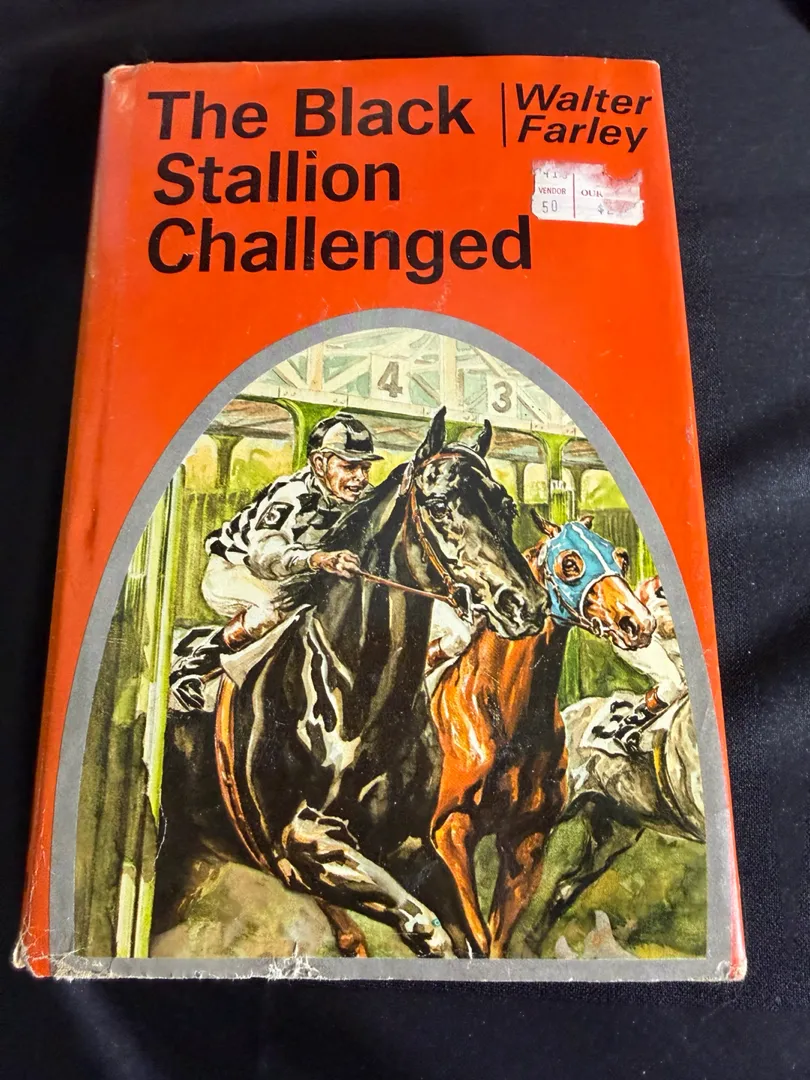 The Black
Stallion
Challenged
Walter
Farley
VENDOR
50
4
3